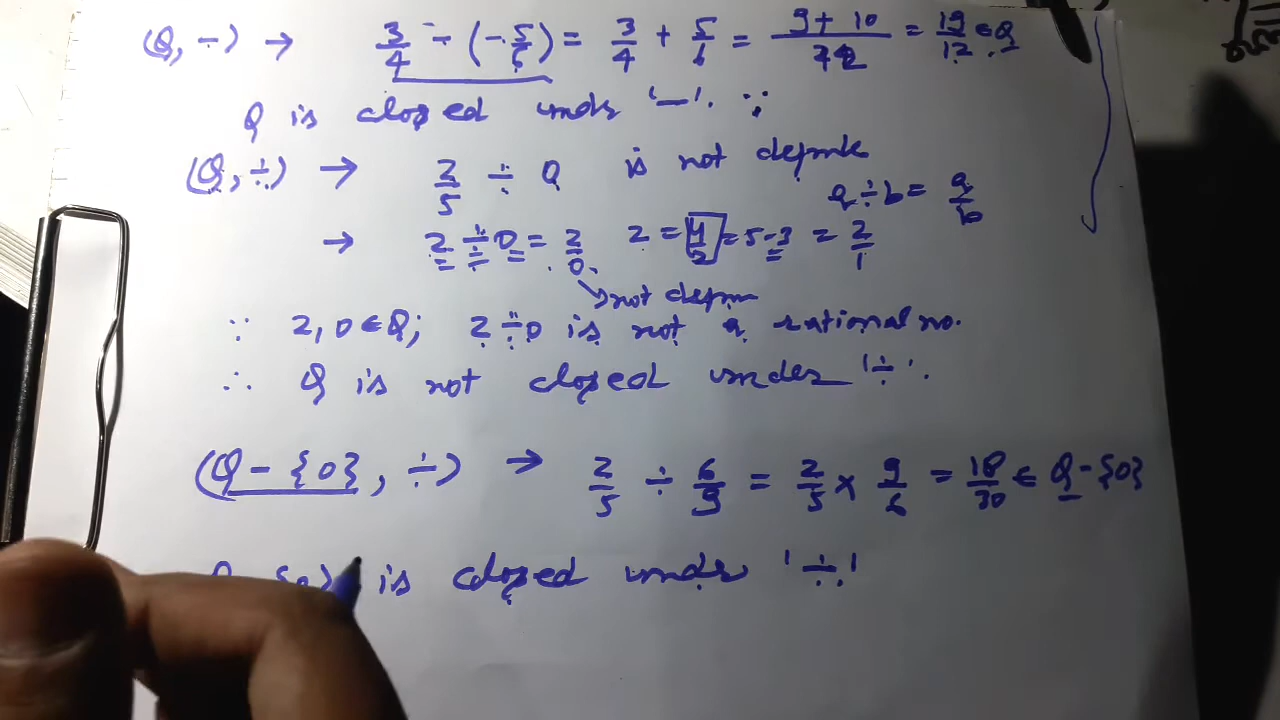 (Q, −) → 3/4 − (−5/6) = 3/4 + 5/6 = 9+10/12 = 19/12 ∈ Q
Q is closed under '−'. ∵
(Q, ÷) → 2/5 ÷ 0 is not
a ÷ b = a/b
→ 2 ÷ 0 = 2/0. 2 = 4/2 = 5-3 = 2/1
→ not
∵ 2, 0 ∈ Q; 2 ÷ 0 is not a rational no.
∴ Q is not closed under '÷'.
(Q − {0}, ÷) → 2/5 ÷ 6/9 = 2/5 × 9/6 = 18/30 ∈ Q − {0}
is closed under '÷'